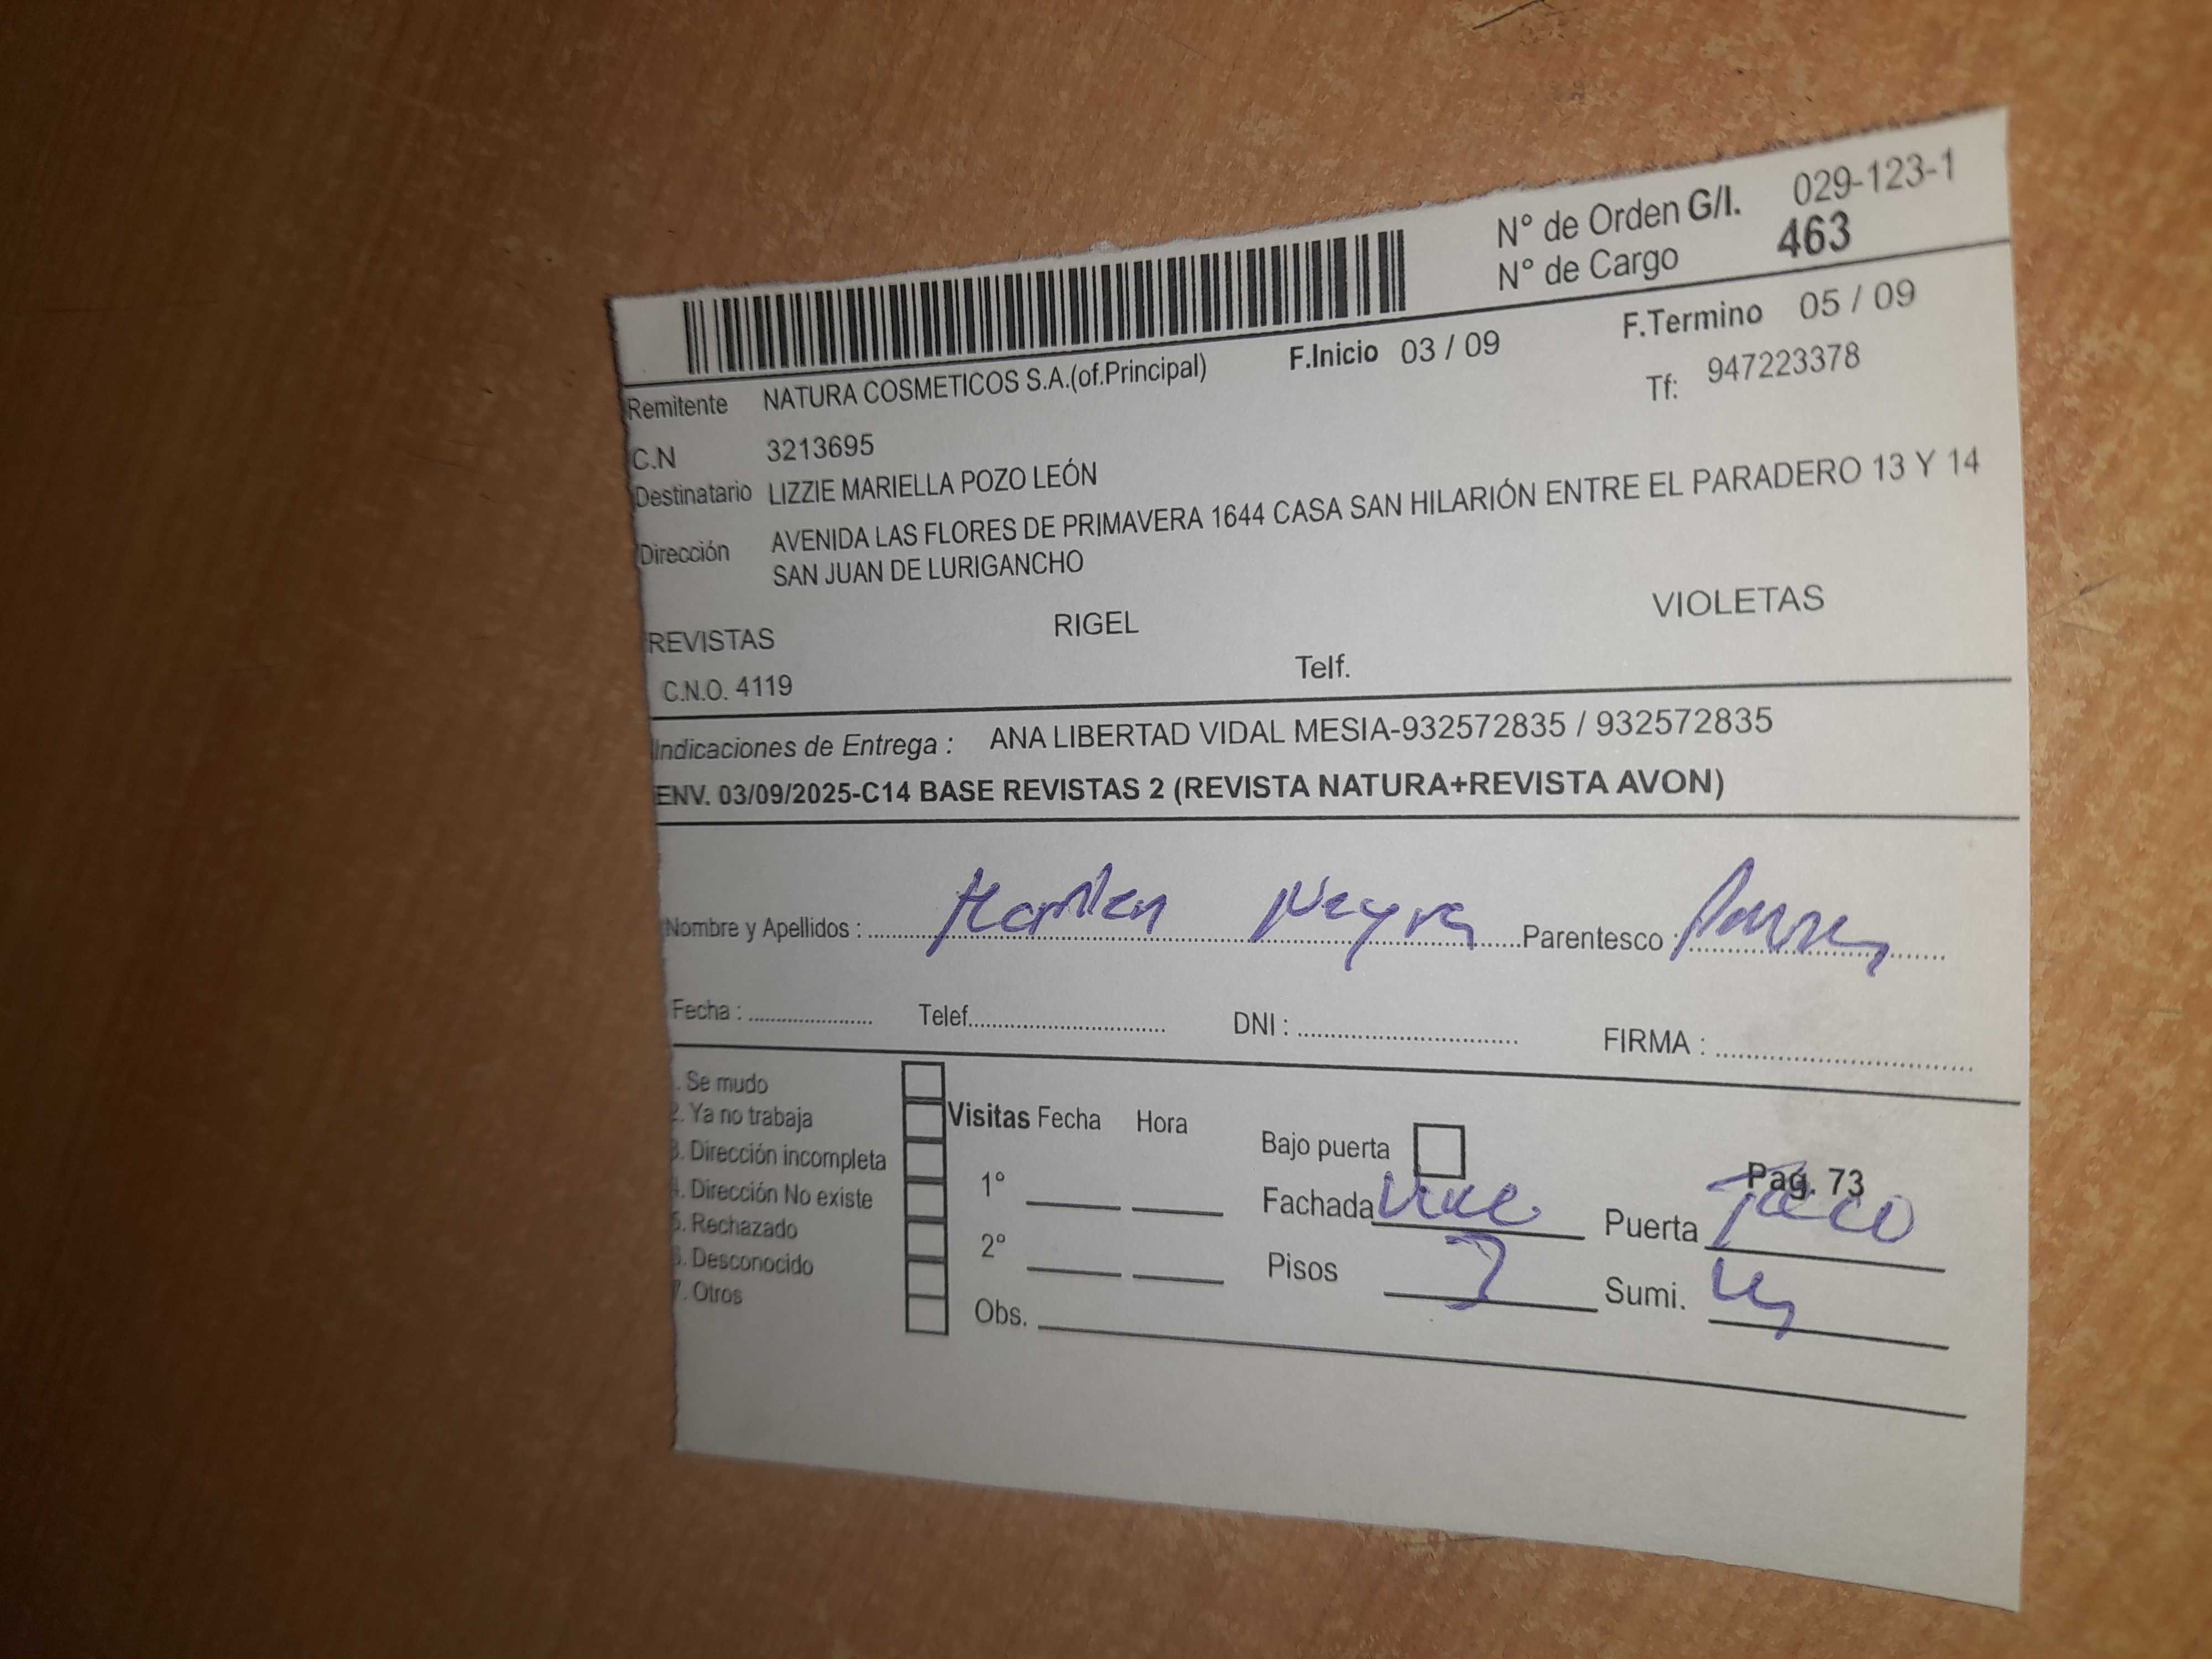 N° de Orden G/I. 029-123-1
N° de Cargo 463
Remitente NATURA COSMETICOS S.A.(of.Principal) F.Inicio 03 / 09 F.Termino 05 / 09
C.N 3213695 Tf: 947223378
Destinatario LIZZIE MARIELLA POZO LEÓN
Dirección AVENIDA LAS FLORES DE PRIMAVERA 1644 CASA SAN HILARIÓN ENTRE EL PARADERO 13 Y 14
SAN JUAN DE LURIGANCHO
REVISTAS RIGEL VIOLETAS
C.N.O. 4119 Telf.
Indicaciones de Entrega : ANA LIBERTAD VIDAL MESIA-932572835 / 932572835
ENV. 03/09/2025-C14 BASE REVISTAS 2 (REVISTA NATURA+REVISTA AVON)
Nombre y Apellidos : Neyra Parentesco :
Fecha : Telef. DNI : FIRMA :
. Se mudo
2. Ya no trabaja Visitas Fecha Hora
3. Dirección incompleta Bajo puerta Pag. 73
4. Dirección No existe 1° Fachada Puerta
5. Rechazado
6. Desconocido 2° Pisos Sumi.
7. Otros Obs.